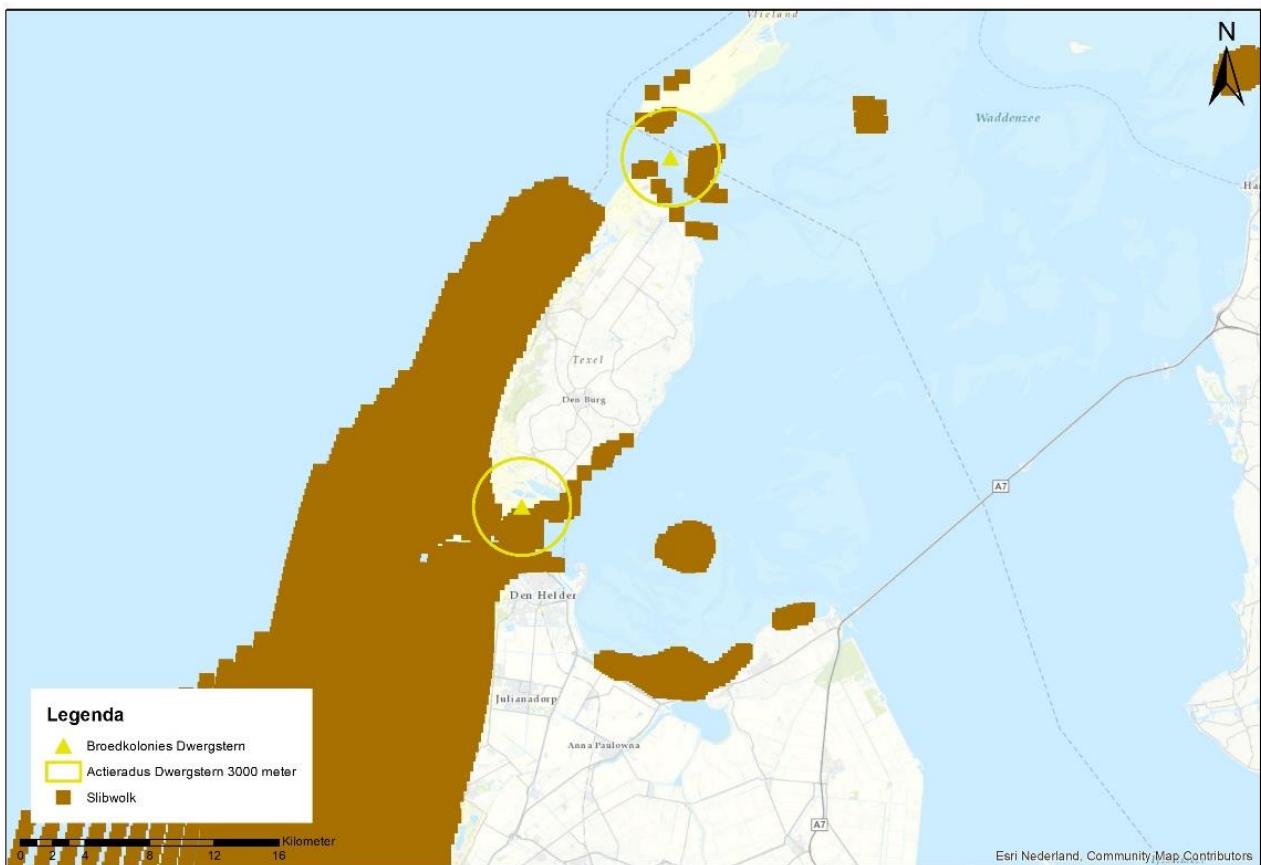 Vlieland
N
Waddenzee
Ha
Texel
Den Burg
A7
Den Helder
Julianadorp
Anna Paulowna
A7
Legenda
Broedkolonies Dwergstern
Actieradus Dwergstern 3000 meter
Slibwolk
Kilometer
0 2 4 8 12 16
Esri Nederland, Community Map Contributors